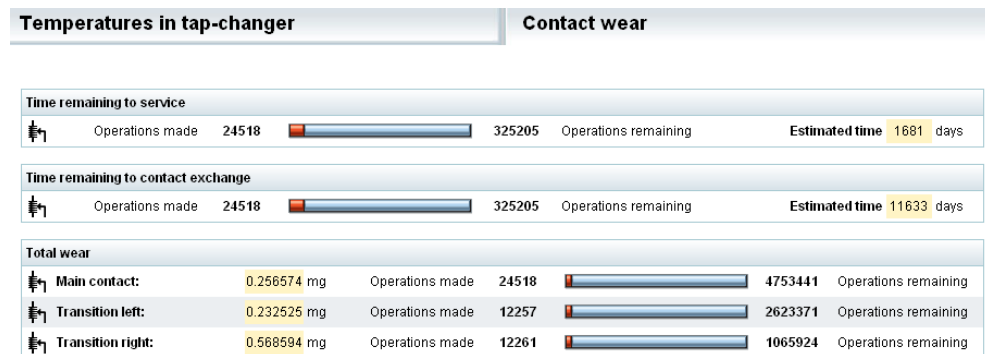 Temperatures in tap-changer Contact wear
Time remaining to service
Operations made 24518 325205 Operations remaining Estimated time 1681 days
Time remaining to contact exchange
Operations made 24518 325205 Operations remaining Estimated time 11633 days
Total wear
Main contact: 0.256574 mg Operations made 24518 4753441 Operations remaining
Transition left: 0.232525 mg Operations made 12257 2623371 Operations remaining
Transition right: 0.568594 mg Operations made 12261 1065924 Operations remaining